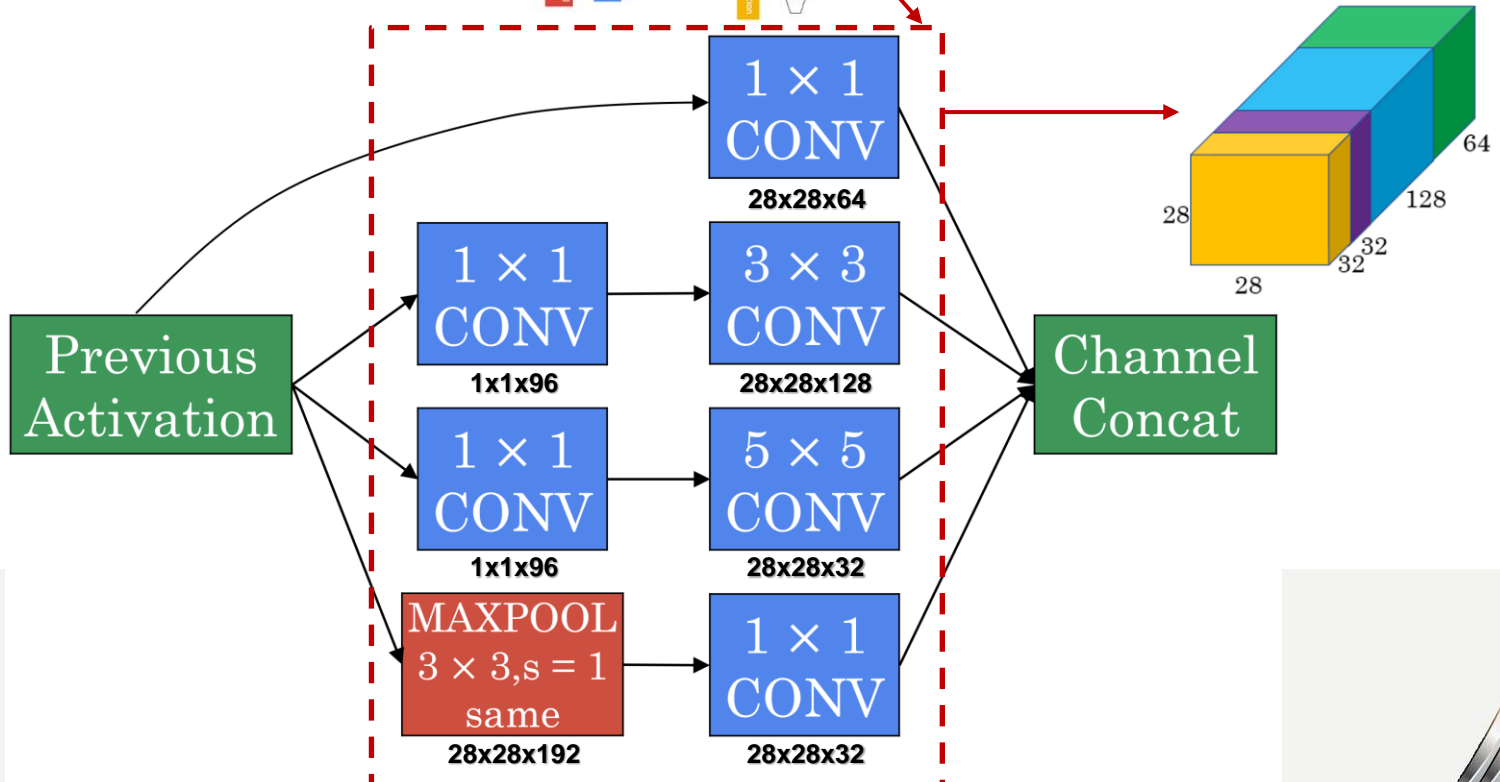 1 × 1
CONV
28x28x64
1 × 1
CONV
1x1x96
3 × 3
CONV
28x28x128
Previous
Activation
1 × 1
CONV
1x1x96
5 × 5
CONV
28x28x32
MAXPOOL
3 × 3,s = 1
same
28x28x192
1 × 1
CONV
28x28x32
Channel
Concat
28
28
32
32
128
64